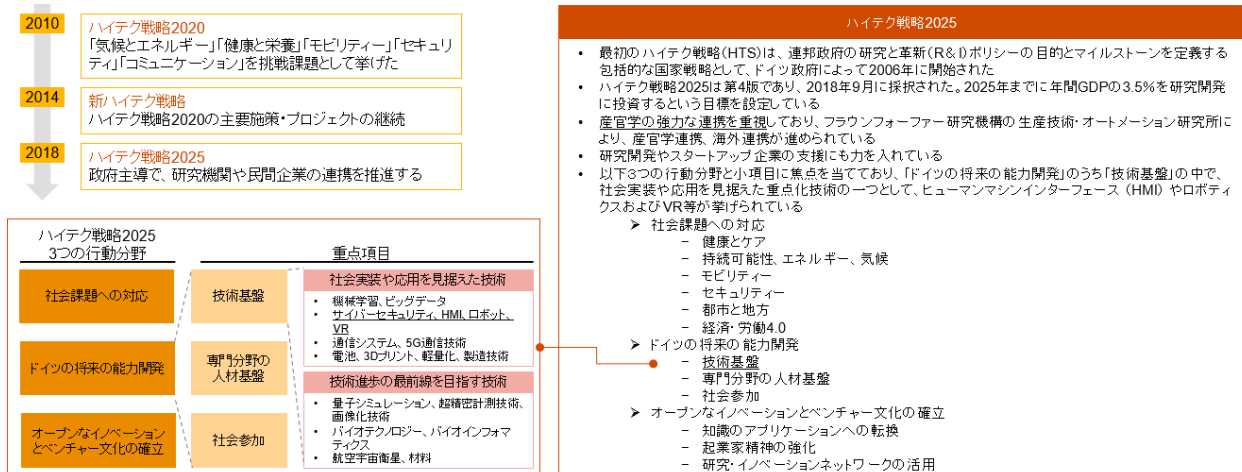 2010
ハイテク戦略2020
「気候とエネルギー」「健康と栄養」「モビリティー」「セキュリ
ティ」「コミュニケーション」を挑戦課題として挙げた
2014
新ハイテク戦略
ハイテク戦略2020の主要施策・プロジェクトの継続
2018
ハイテク戦略2025
政府主導で、研究機関や民間企業の連携を推進する
ハイテク戦略2025
3つの行動分野
重点項目
社会課題への対応
ドイツの将来の能力開発
オープンなイノベーション
とベンチャー文化の確立
技術基盤
専門分野の
人材基盤
社会参加
社会実装や応用を見据えた技術
• 機械学習、ビッグデータ
• サイバーセキュリティ、HMI、ロボット、
VR
• 通信システム、5G通信技術
• 電池、3Dプリント、軽量化、製造技術
技術進歩の最前線を目指す技術
• 量子シミュレーション、超精密計測技術、
画像化技術
• バイオテクノロジー、バイオインフォマ
ティクス
• 航空宇宙衛星、材料
ハイテク戦略2025
• 最初のハイテク戦略(HTS)は、連邦政府の研究と革新(R&I)ポリシーの目的とマイルストーンを定義する
包括的な国家戦略として、ドイツ政府によって2006年に開始された
• ハイテク戦略2025は第4版であり、2018年9月に採択された。2025年までに年間GDPの3.5%を研究開発
に投資するという目標を設定している
• 産官学の強力な連携を重視しており、フラウンフォーファー研究機構の生産技術・オートメーション研究所に
より、産官学連携、海外連携が進められている
• 研究開発やスタートアップ企業の支援にも力を入れている
• 以下3つの行動分野と小項目に焦点を当てており、「ドイツの将来の能力開発」のうち「技術基盤」の中で、
社会実装や応用を見据えた重点化技術の一つとして、ヒューマンマシンインターフェース（HMI）やロボティ
クスおよびVR等が挙げられている
➤ 社会課題への対応
− 健康とケア
− 持続可能性、エネルギー、気候
− モビリティー
− セキュリティー
− 都市と地方
− 経済・労働4.0
➤ ドイツの将来の能力開発
− 技術基盤
− 専門分野の人材基盤
− 社会参加
➤ オープンなイノベーションとベンチャー文化の確立
− 知識のアプリケーションへの転換
− 起業家精神の強化
− 研究・イノベーションネットワークの活用